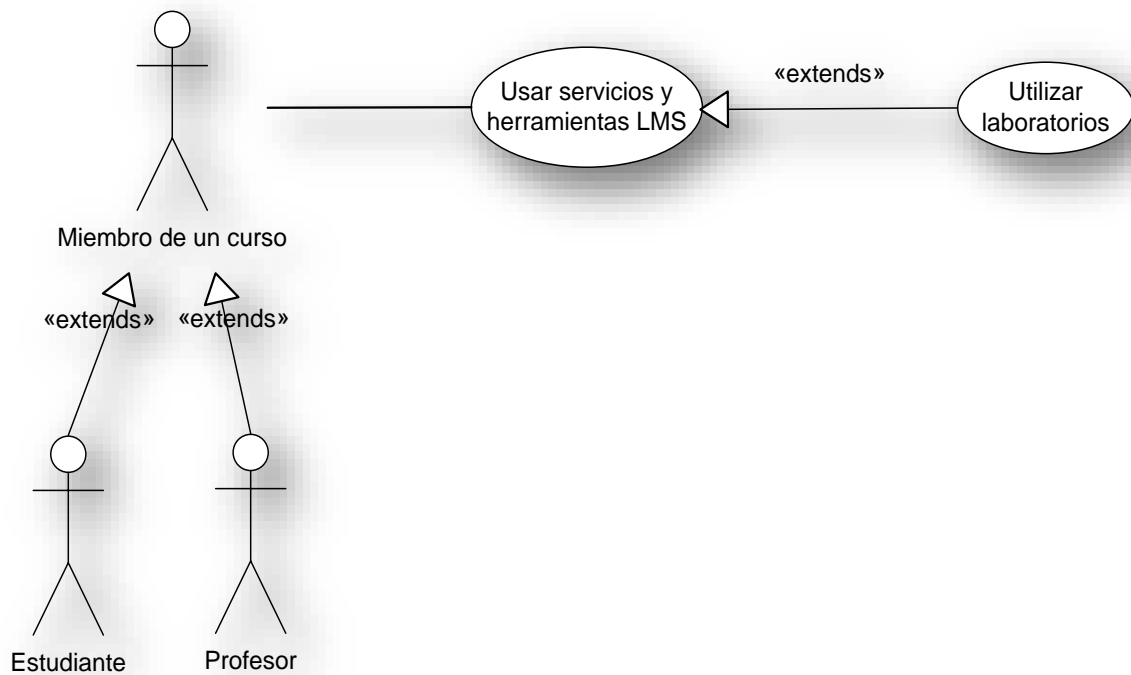 Usar servicios y
herramientas LMS
«extends»
Utilizar
laboratorios
Miembro de un curso
«extends»
«extends»
Estudiante
Profesor